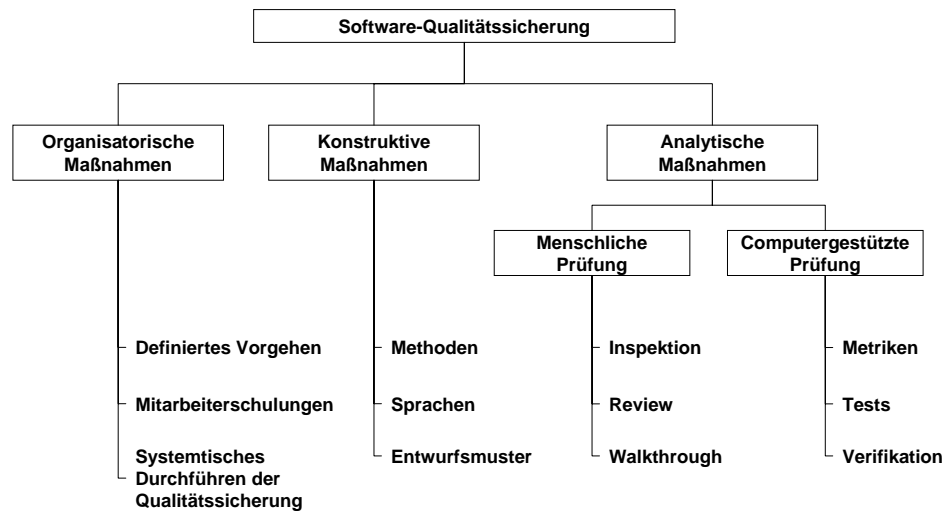 Software-Qualitätssicherung
Organisatorische
Maßnahmen
Konstruktive
Maßnahmen
Analytische
Maßnahmen
Menschliche
Prüfung
Computergestützte
Prüfung
Definiertes Vorgehen
Mitarbeiterschulungen
Systemtisches
Durchführen der
Qualitätssicherung
Methoden
Sprachen
Entwurfsmuster
Inspektion
Review
Walkthrough
Metriken
Tests
Verifikation